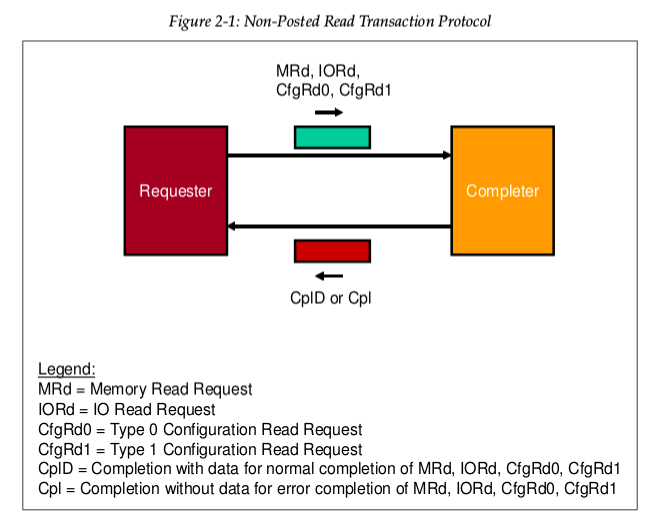 Figure 2-1: Non-Posted Read Transaction Protocol
MRd, IORd,
CfgRd0, CfgRd1
Requester
Completer
CplD or Cpl
Legend:
MRd = Memory Read Request
IORd = IO Read Request
CfgRd0 = Type 0 Configuration Read Request
CfgRd1 = Type 1 Configuration Read Request
CplD = Completion with data for normal completion of MRd, IORd, CfgRd0, CfgRd1
Cpl = Completion without data for error completion of MRd, IORd, CfgRd0, CfgRd1